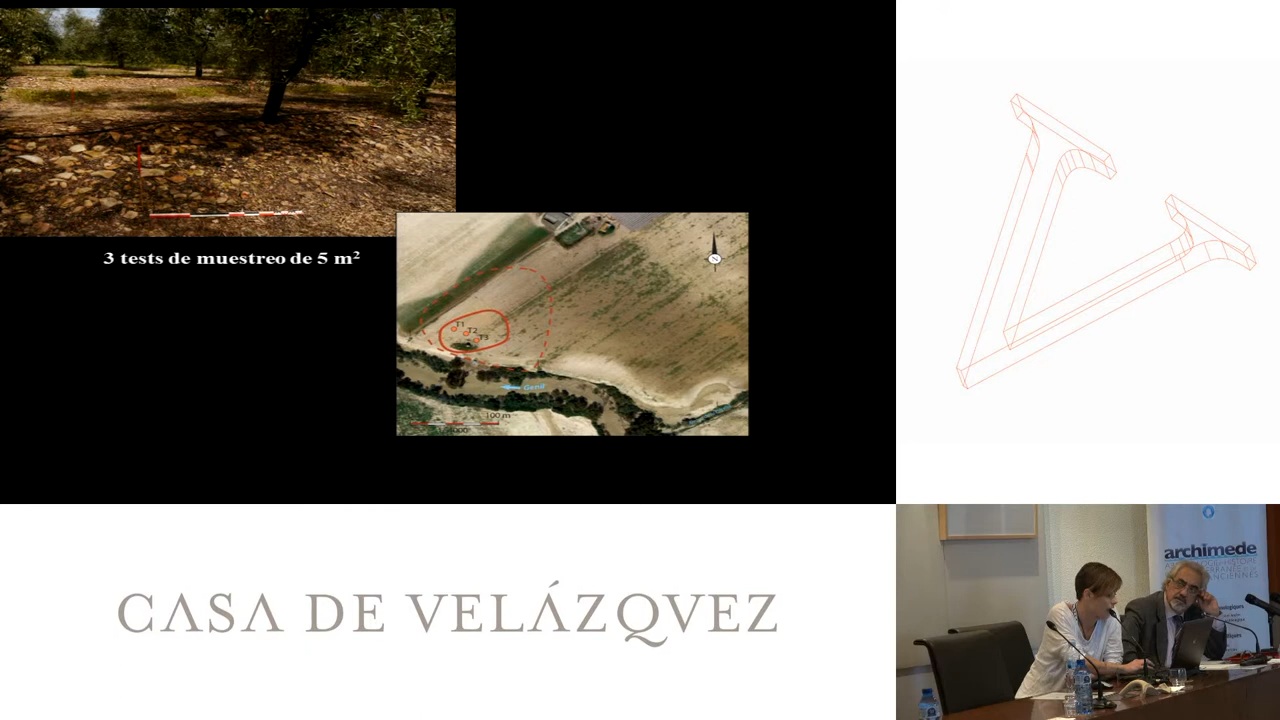 3 tests de muestreo de 5 m²
N
T1
T2
T3
Genil
100 m
CASA DE VELÁZQVEZ
archimede